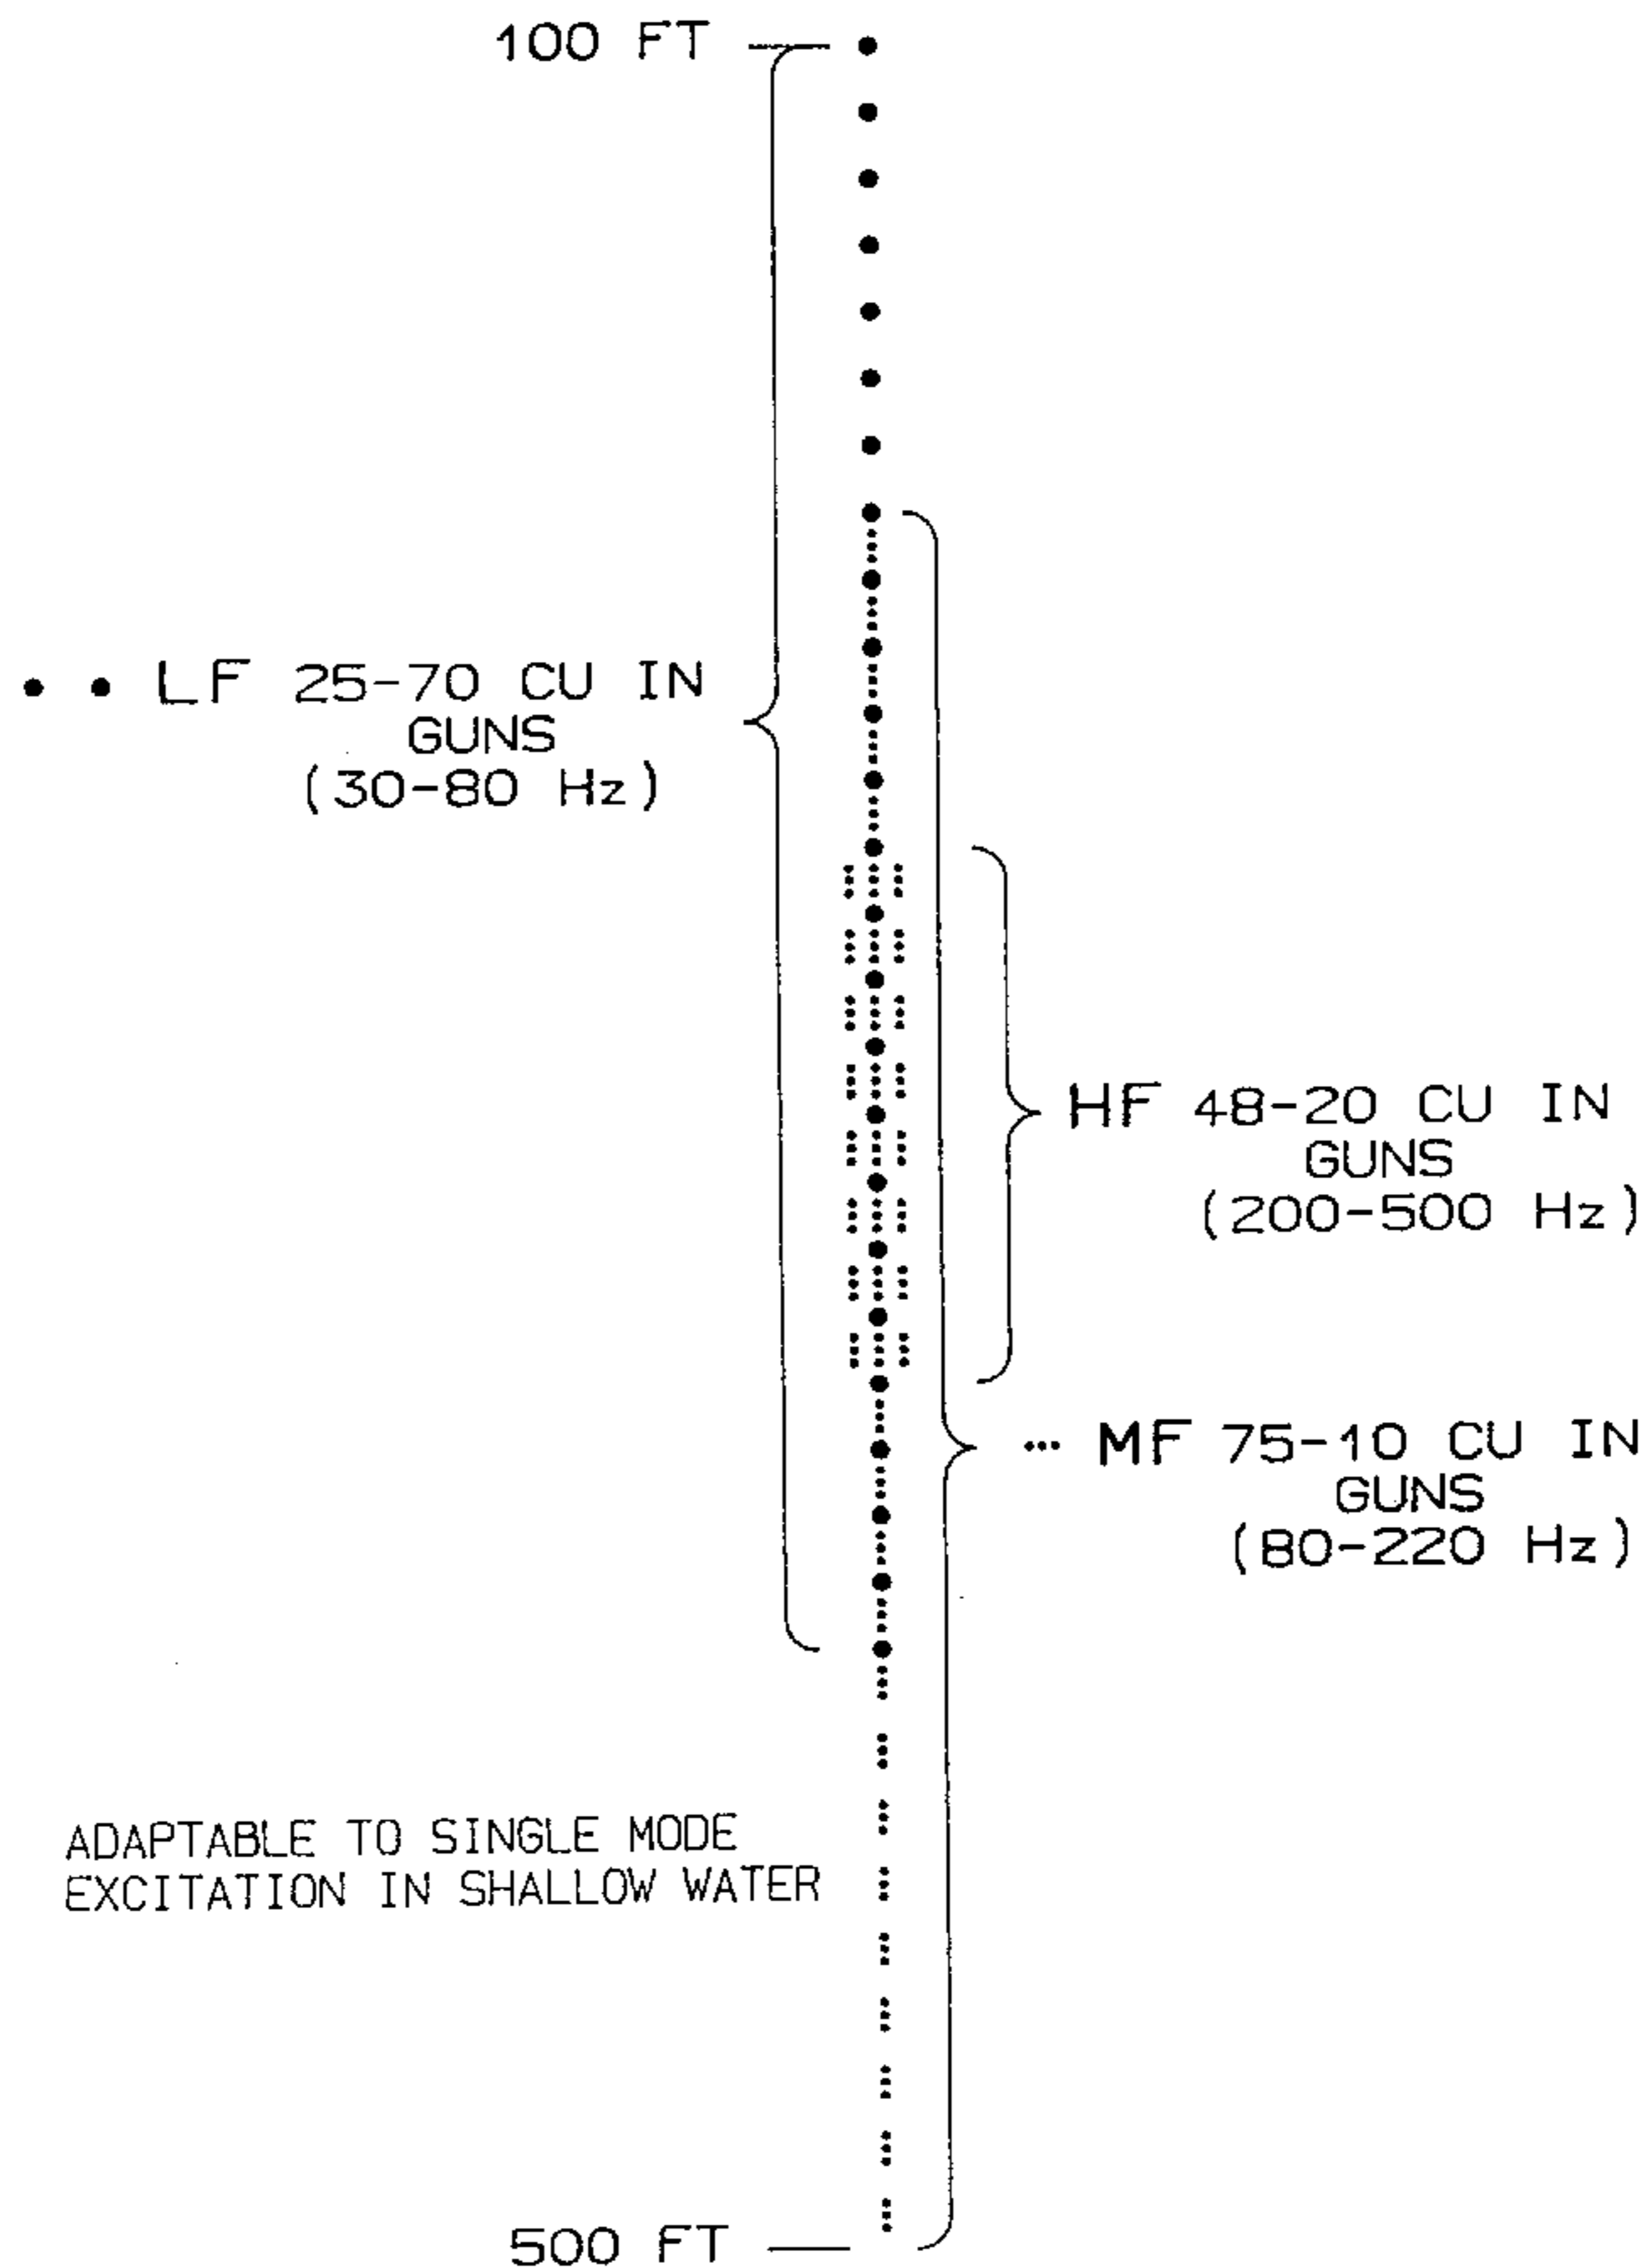 100 FT
LF 25-70 CU IN
GUNS
(30-80 Hz)
HF 48-20 CU IN
GUNS
(200-500 Hz)
MF 75-10 CU IN
GUNS
(80-220 Hz)
ADAPTABLE TO SINGLE MODE
EXCITATION IN SHALLOW WATER
500 FT